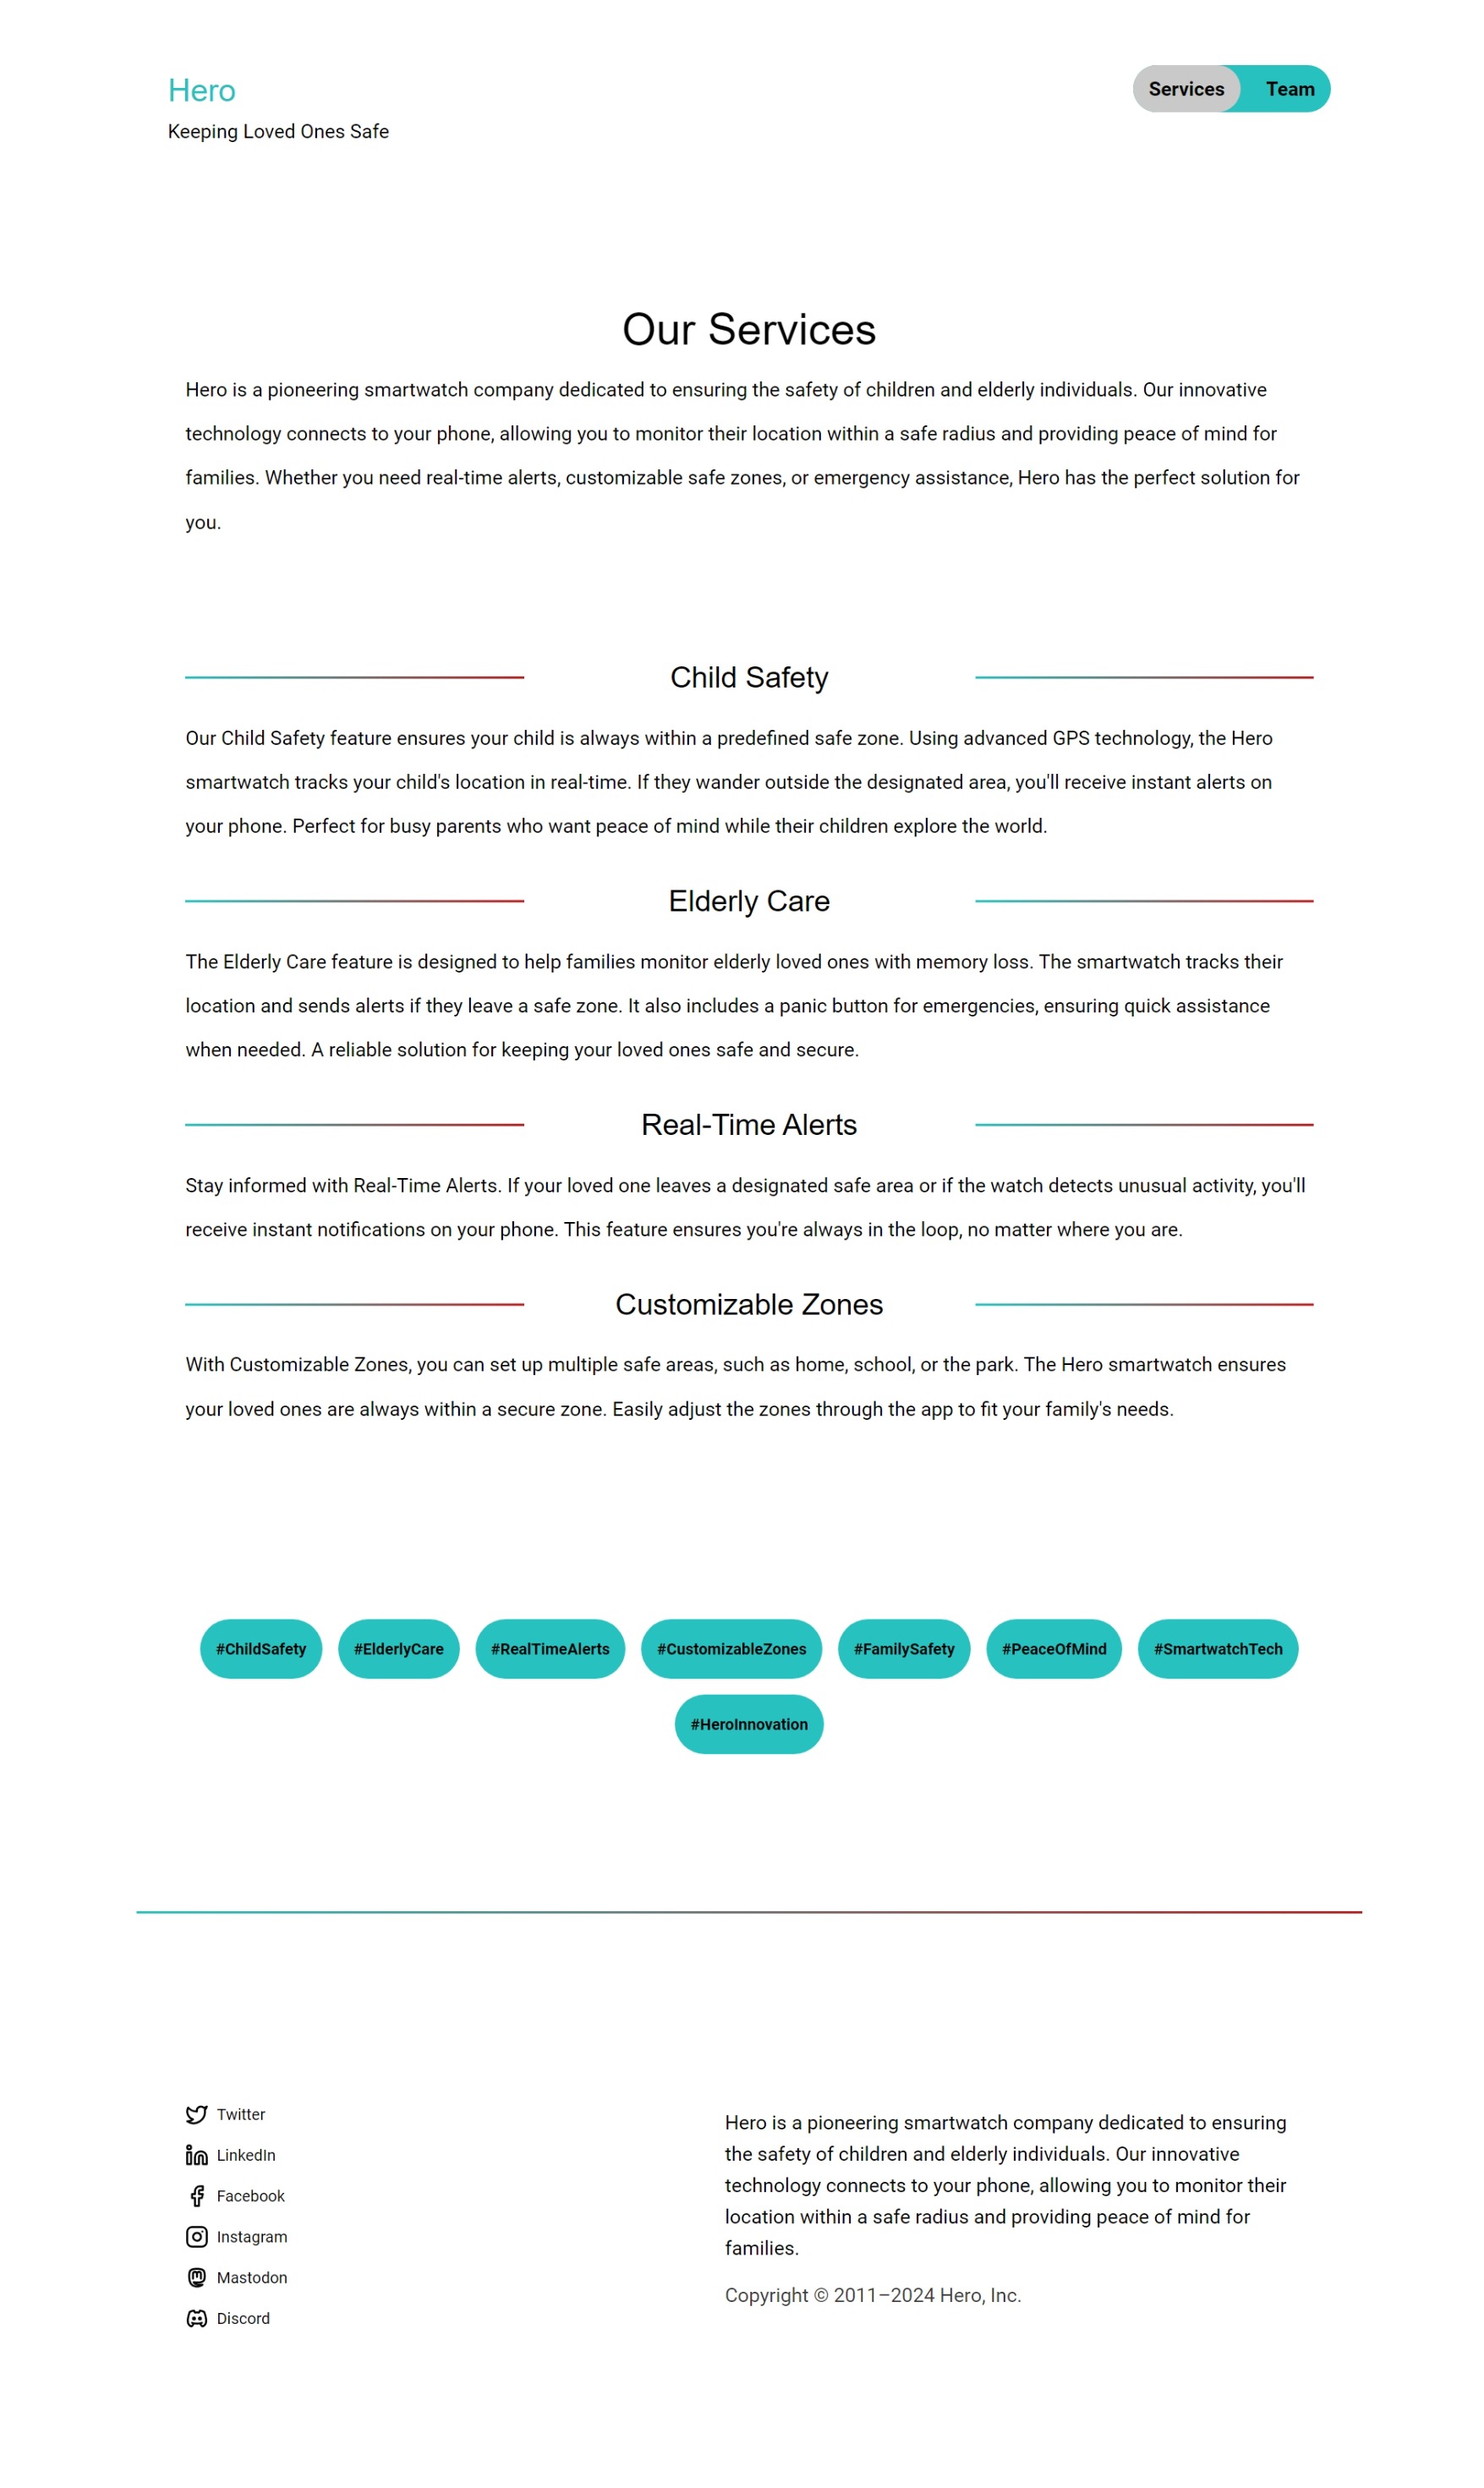 Hero
Keeping Loved Ones Safe
Services
Team
Our Services
Hero is a pioneering smartwatch company dedicated to ensuring the safety of children and elderly individuals. Our innovative
technology connects to your phone, allowing you to monitor their location within a safe radius and providing peace of mind for
families. Whether you need real-time alerts, customizable safe zones, or emergency assistance, Hero has the perfect solution for
you.
Child Safety
Our Child Safety feature ensures your child is always within a predefined safe zone. Using advanced GPS technology, the Hero
smartwatch tracks your child's location in real-time. If they wander outside the designated area, you'll receive instant alerts on
your phone. Perfect for busy parents who want peace of mind while their children explore the world.
Elderly Care
The Elderly Care feature is designed to help families monitor elderly loved ones with memory loss. The smartwatch tracks their
location and sends alerts if they leave a safe zone. It also includes a panic button for emergencies, ensuring quick assistance
when needed. A reliable solution for keeping your loved ones safe and secure.
Real-Time Alerts
Stay informed with Real-Time Alerts. If your loved one leaves a designated safe area or if the watch detects unusual activity, you'll
receive instant notifications on your phone. This feature ensures you're always in the loop, no matter where you are.
Customizable Zones
With Customizable Zones, you can set up multiple safe areas, such as home, school, or the park. The Hero smartwatch ensures
your loved ones are always within a secure zone. Easily adjust the zones through the app to fit your family's needs.
#ChildSafety #ElderlyCare #RealTimeAlerts #CustomizableZones #FamilySafety #PeaceOfMind #SmartwatchTech
#HeroInnovation
Twitter
LinkedIn
Facebook
Instagram
Mastodon
Discord
Hero is a pioneering smartwatch company dedicated to ensuring
the safety of children and elderly individuals. Our innovative
technology connects to your phone, allowing you to monitor their
location within a safe radius and providing peace of mind for
families.
Copyright © 2011–2024 Hero, Inc.